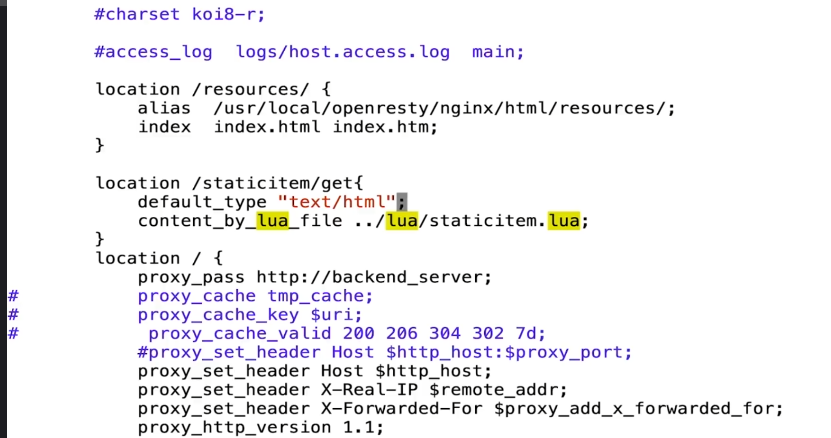 #charset koi8-r;
#access_log  logs/host.access.log  main;
location /resources/ {
alias  /usr/local/openresty/nginx/html/resources/;
index  index.html index.htm;
}
location /staticitem/get{
default_type "text/html";
content_by_lua_file ../lua/staticitem.lua;
}
location / {
proxy_pass http://backend_server;
#           proxy_cache tmp_cache;
#           proxy_cache_key $uri;
#            proxy_cache_valid 200 206 304 302 7d;
#proxy_set_header Host $http_host:$proxy_port;
proxy_set_header Host $http_host;
proxy_set_header X-Real-IP $remote_addr;
proxy_set_header X-Forwarded-For $proxy_add_x_forwarded_for;
proxy_http_version 1.1;